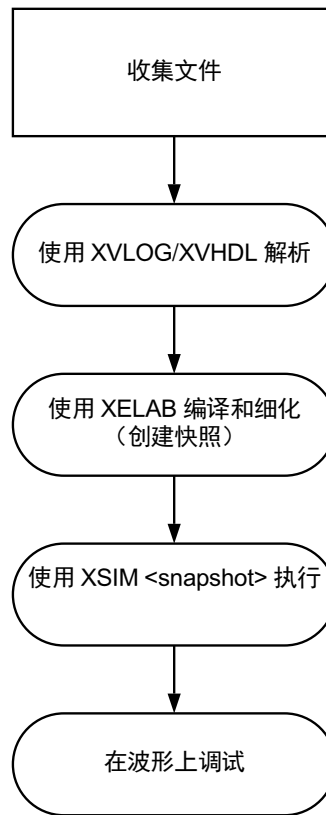 收集文件
使用 XVLOG/XVHDL 解析
使用 XELAB 编译和细化
（创建快照）
使用 XSIM <snapshot> 执行
在波形上调试